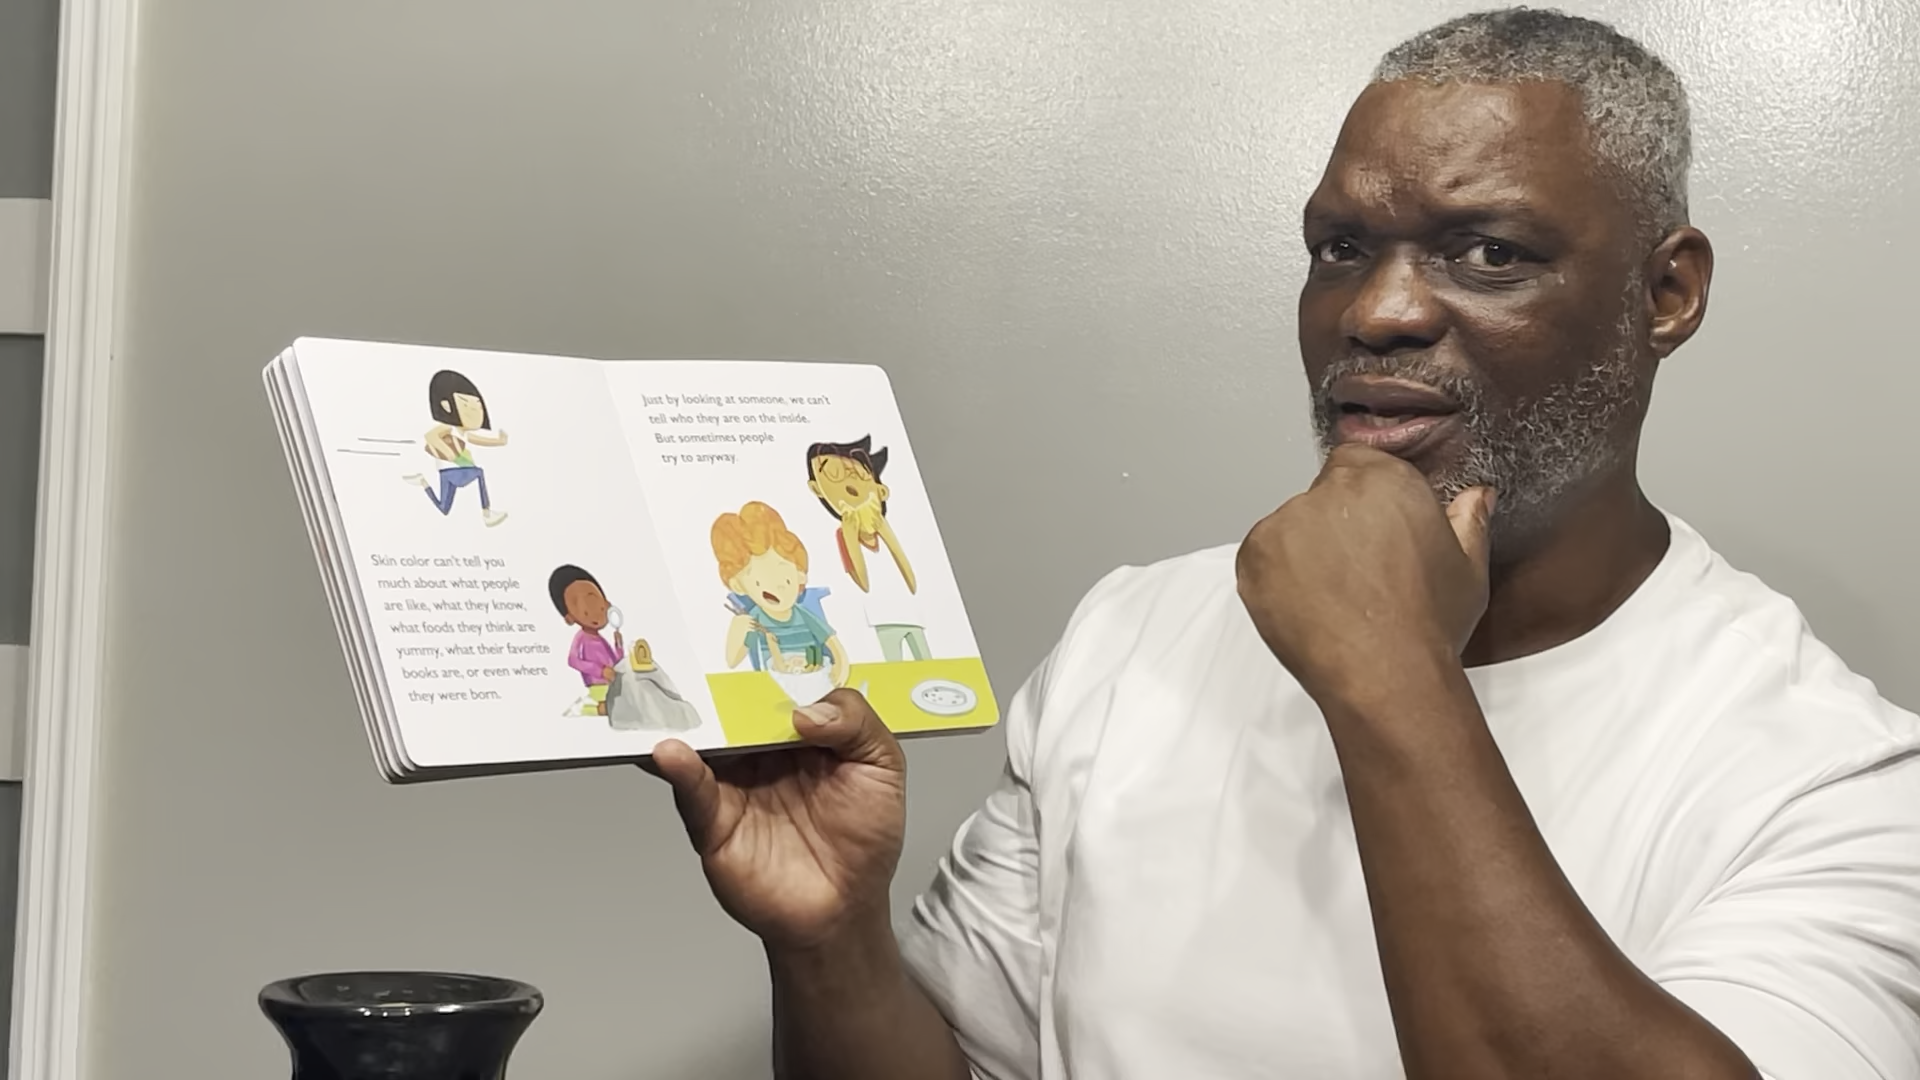 Skin color can't tell you
much about what people
are like, what they know,
what foods they think are
yummy, what their favorite
books are, or even where
they were born.
Just by looking at someone, we can't
tell who they are on the inside.
But sometimes people
try to anyway.